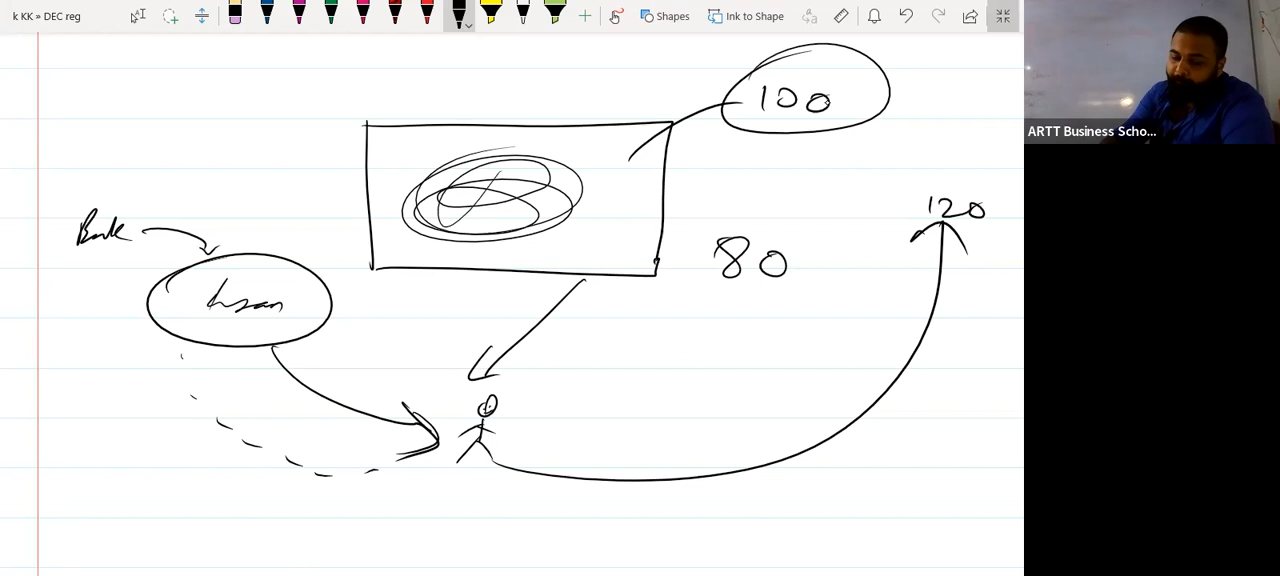 k KK » DEC reg
Shapes
Ink to Shape
ARTT Business Scho...
100
120
80
Bank